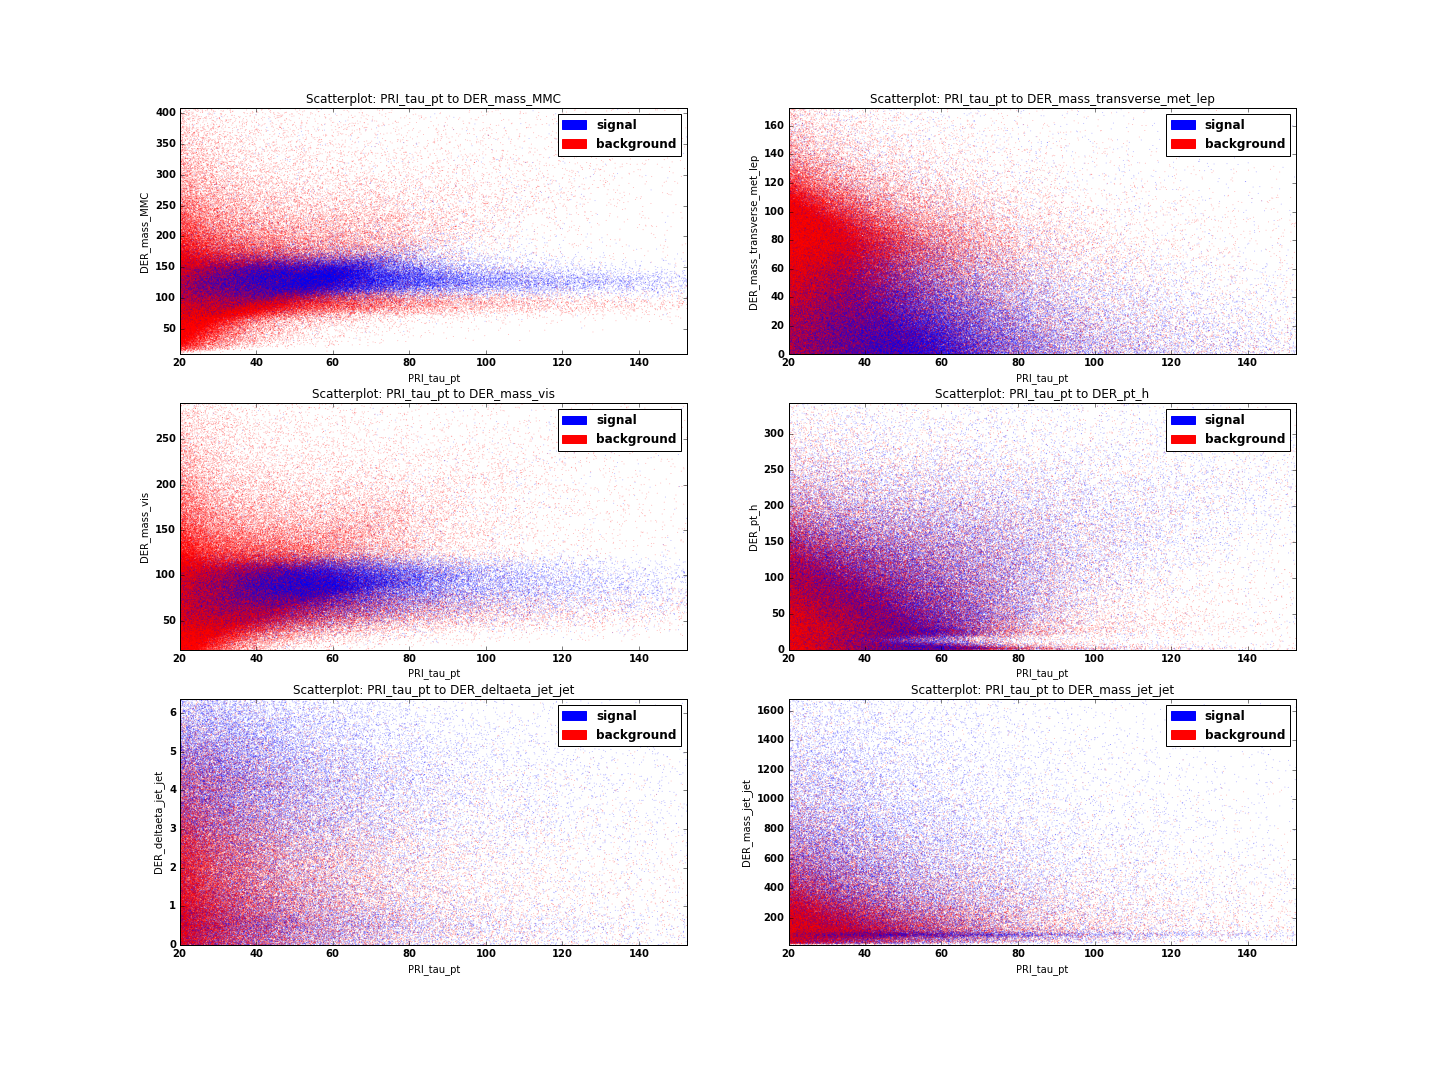 Scatterplot: PRI_tau_pt to DER_mass_MMC
400
350
300
250
200
150
100
50
DER_mass_MMC
signal
background
20 40 60 80 100 120 140
PRI_tau_pt
Scatterplot: PRI_tau_pt to DER_mass_transverse_met_lep
160
140
120
100
80
60
40
20
0
DER_mass_transverse_met_lep
signal
background
20 40 60 80 100 120 140
PRI_tau_pt
Scatterplot: PRI_tau_pt to DER_mass_vis
250
200
150
100
50
DER_mass_vis
signal
background
20 40 60 80 100 120 140
PRI_tau_pt
Scatterplot: PRI_tau_pt to DER_pt_h
300
250
200
150
100
50
0
DER_pt_h
signal
background
20 40 60 80 100 120 140
PRI_tau_pt
Scatterplot: PRI_tau_pt to DER_deltaeta_jet_jet
6
5
4
3
2
1
0
DER_deltaeta_jet_jet
signal
background
20 40 60 80 100 120 140
PRI_tau_pt
Scatterplot: PRI_tau_pt to DER_mass_jet_jet
1600
1400
1200
1000
800
600
400
200
DER_mass_jet_jet
signal
background
20 40 60 80 100 120 140
PRI_tau_pt